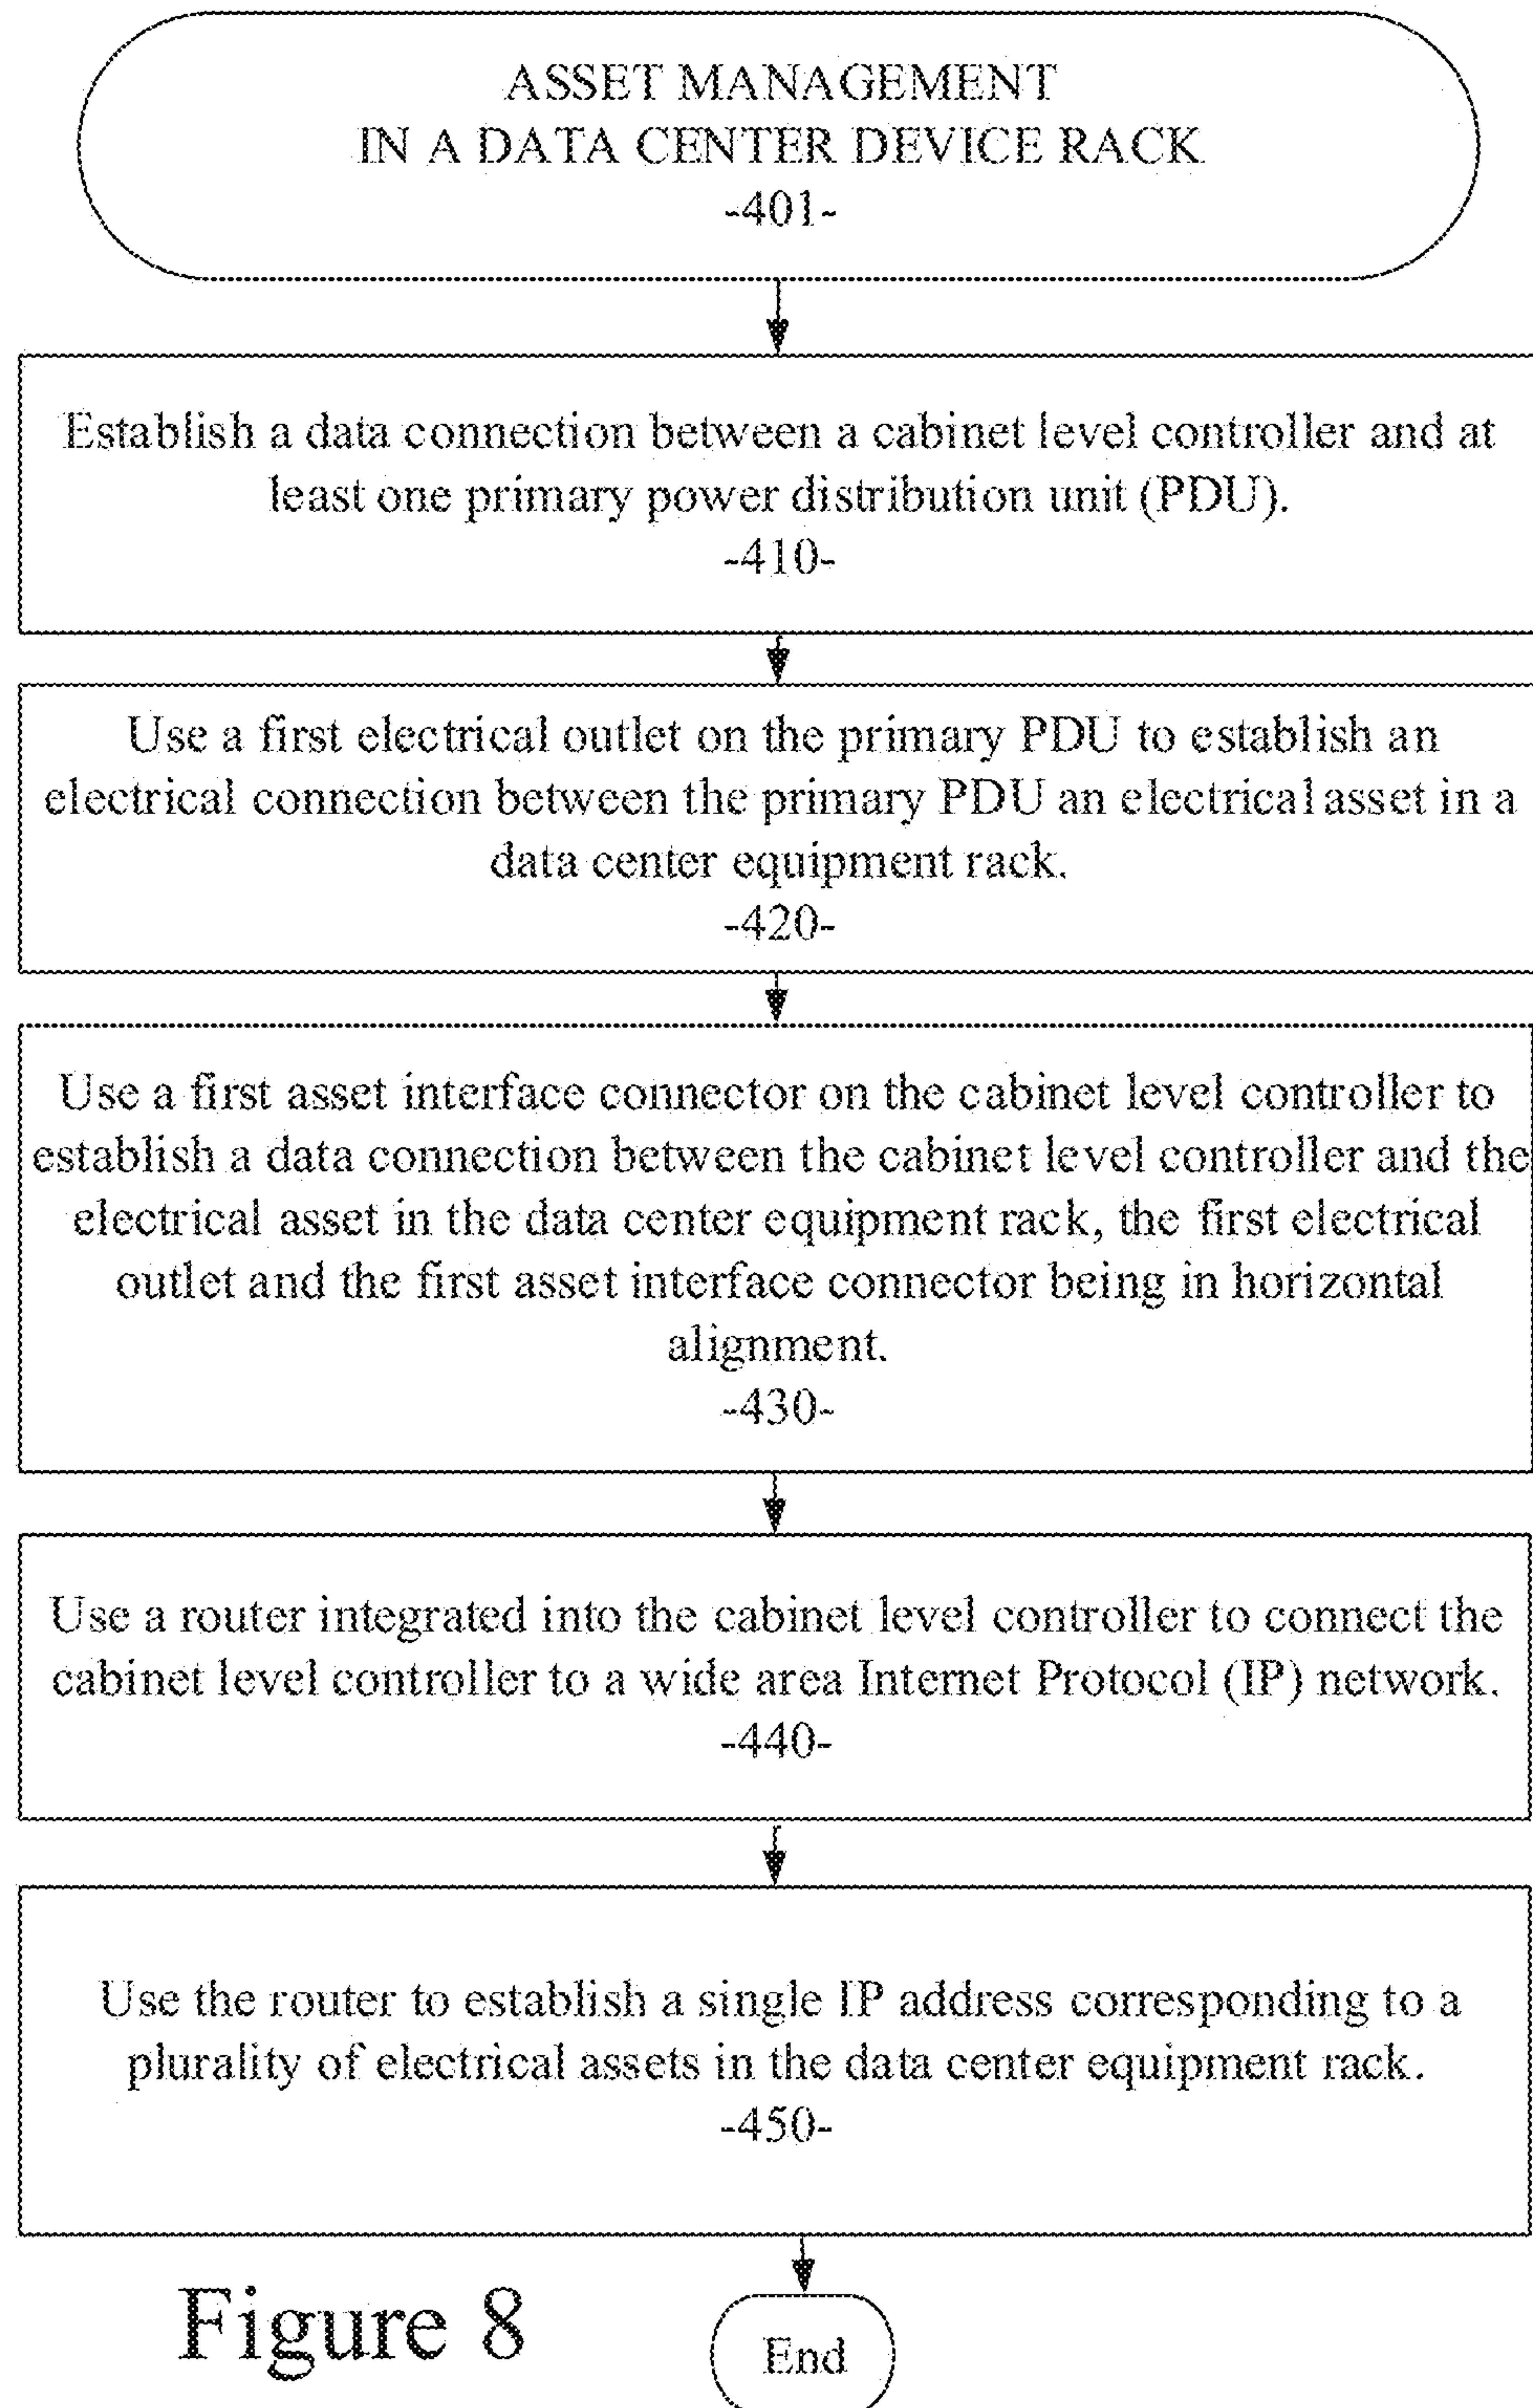 ASSET MANAGEMENT
IN A DATA CENTER DEVICE RACK
-401-
Establish a data connection between a cabinet level controller and at
least one primary power distribution unit (PDU).
-410-
Use a first electrical outlet on the primary PDU to establish an
electrical connection between the primary PDU an electrical asset in a
data center equipment rack.
-420-
Use a first asset interface connector on the cabinet level controller to
establish a data connection between the cabinet level controller and the
electrical asset in the data center equipment rack, the first electrical
outlet and the first asset interface connector being in horizontal
alignment.
-430-
Use a router integrated into the cabinet level controller to connect the
cabinet level controller to a wide area Internet Protocol (IP) network.
-440-
Use the router to establish a single IP address corresponding to a
plurality of electrical assets in the data center equipment rack.
-450-
Figure 8
End